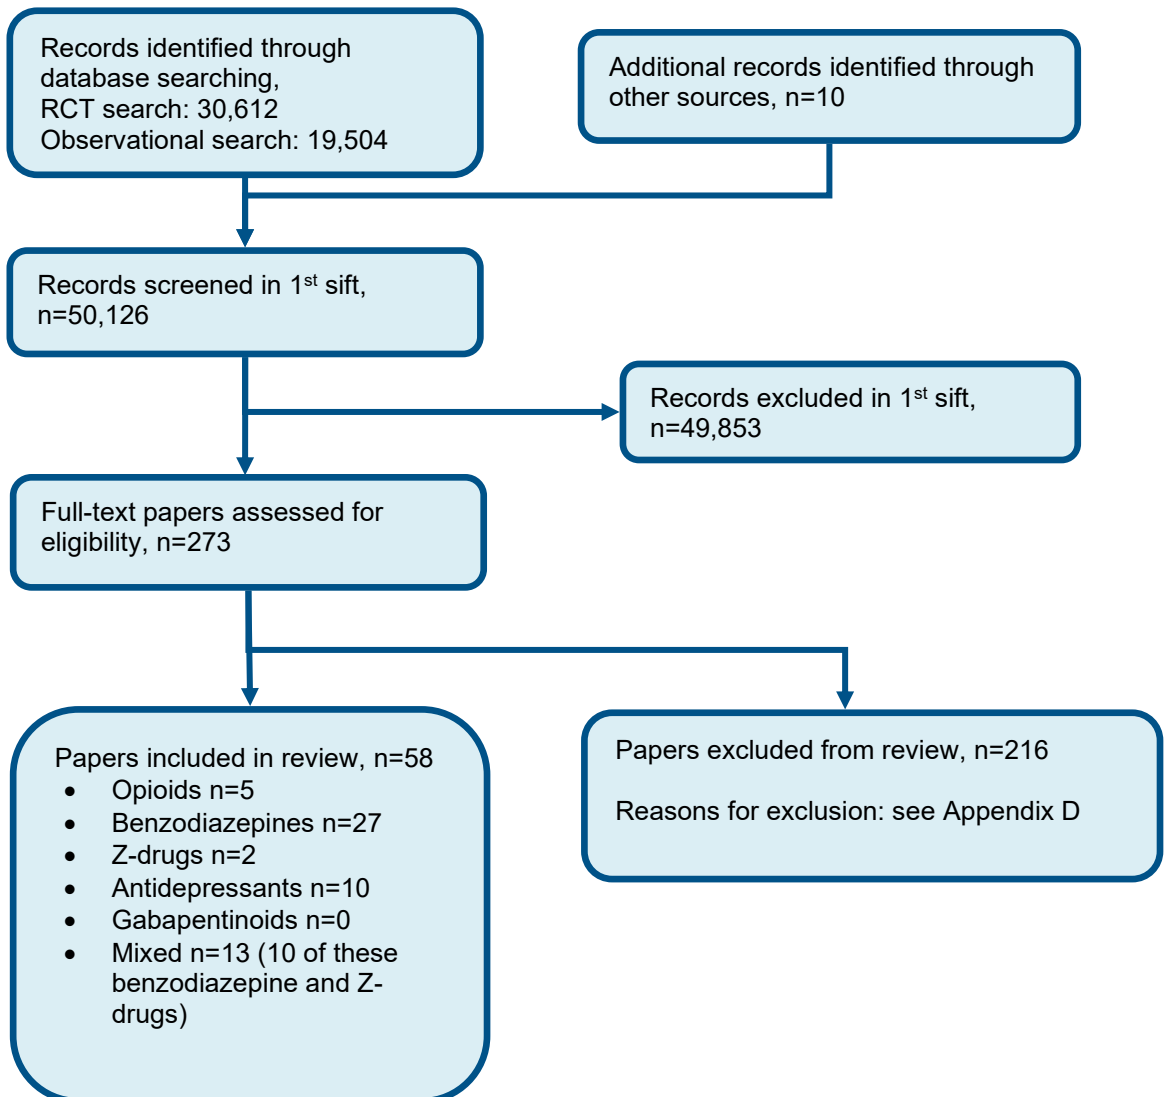 Records identified through
database searching,
RCT search: 30,612
Observational search: 19,504
Additional records identified through
other sources, n=10
Records screened in 1st sift,
n=50,126
Records excluded in 1st sift,
n=49,853
Full-text papers assessed for
eligibility, n=273
Papers included in review, n=58
• Opioids n=5
• Benzodiazepines n=27
• Z-drugs n=2
• Antidepressants n=10
• Gabapentinoids n=0
• Mixed n=13 (10 of these
benzodiazepine and Z-
drugs)
Papers excluded from review, n=216
Reasons for exclusion: see Appendix D